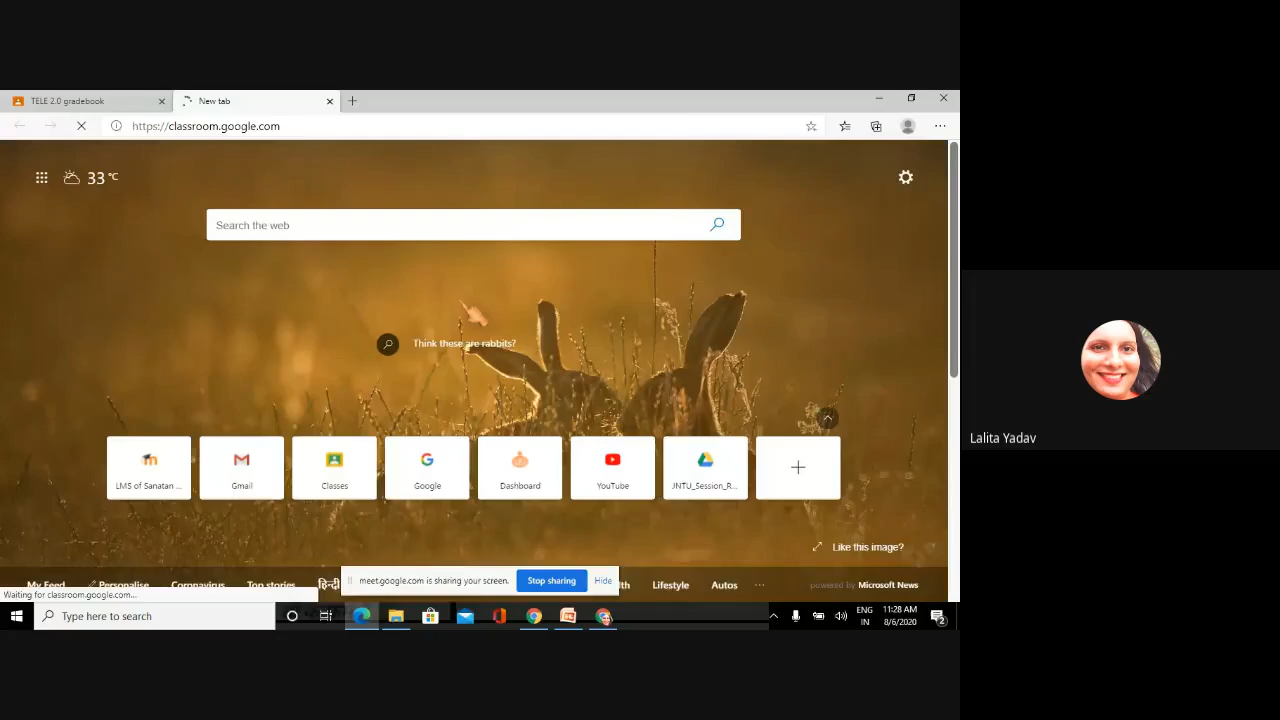 TELE 2.0 gradebook
New tab
https://classroom.google.com
33 °C
Search the web
Think these are rabbits?
LMS of Sanatan ...
Gmail
Classes
Google
Dashboard
YouTube
JNTU_Session_R...
Like this image?
My Feed
Personalise
Coronavirus
Top stories
हिन्दी
Lifestyle
Autos
powered by Microsoft News
meet.google.com is sharing your screen.
Stop sharing
Hide
Waiting for classroom.google.com...
Type here to search
ENG
IN
11:28 AM
8/6/2020
2
Lalita Yadav